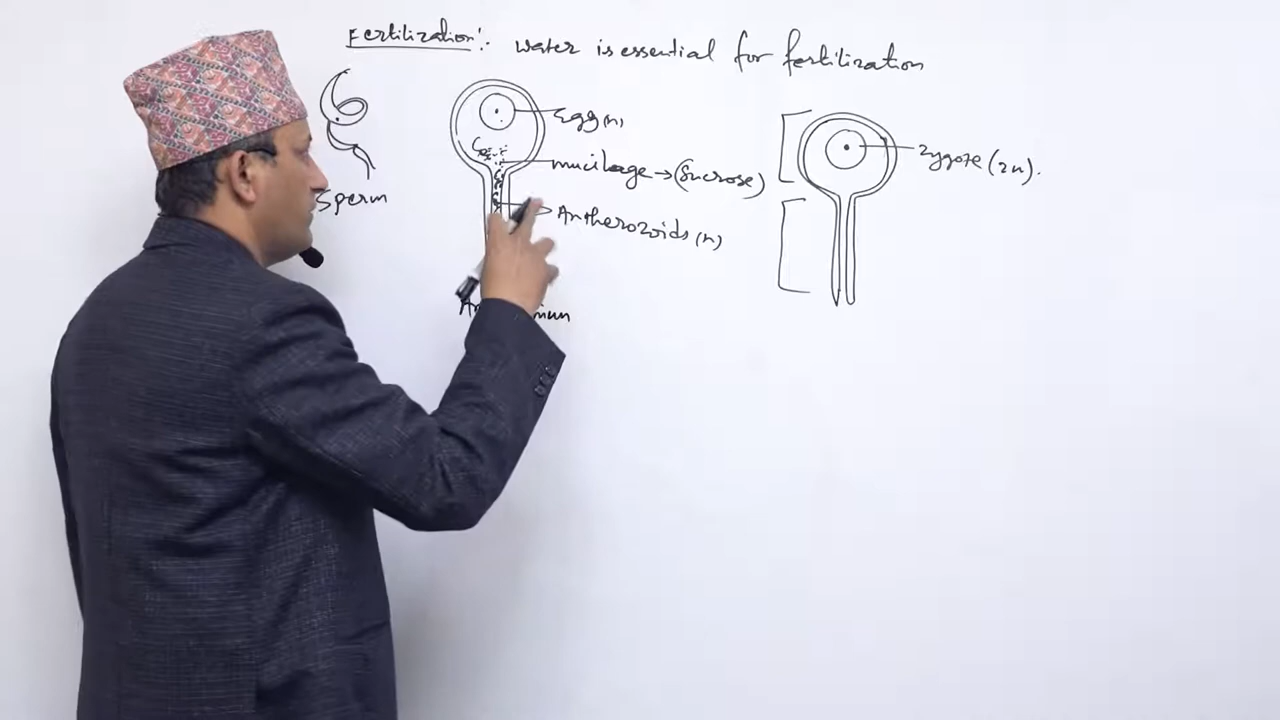 Fertilization:- water is essential for fertilization
Egg(n)
mucilage→(Sucrose)
Zygote (2n).
Sperm
Antherozoids (n)